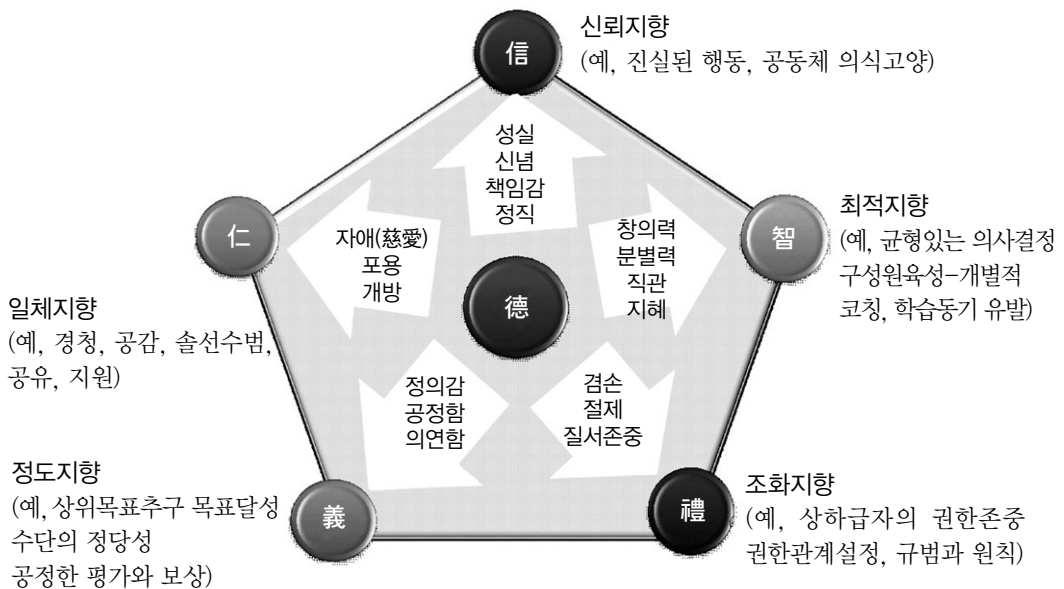 신뢰지향
(예, 진실된 행동, 공동체 의식고양)
信
성실
신념
책임감
정직
仁
자애(慈愛)
포용
개방
창의력
분별력
직관
지혜
智
최적지향
(예, 균형있는 의사결정
구성원육성-개별적
코칭, 학습동기 유발)
德
일체지향
(예, 경청, 공감, 솔선수범,
공유, 지원)
정의감
공정함
의연함
겸손
절제
질서존중
정도지향
(예, 상위목표추구 목표달성
수단의 정당성
공정한 평가와 보상)
義
禮
조화지향
(예, 상하급자의 권한존중
권한관계설정, 규범과 원칙)